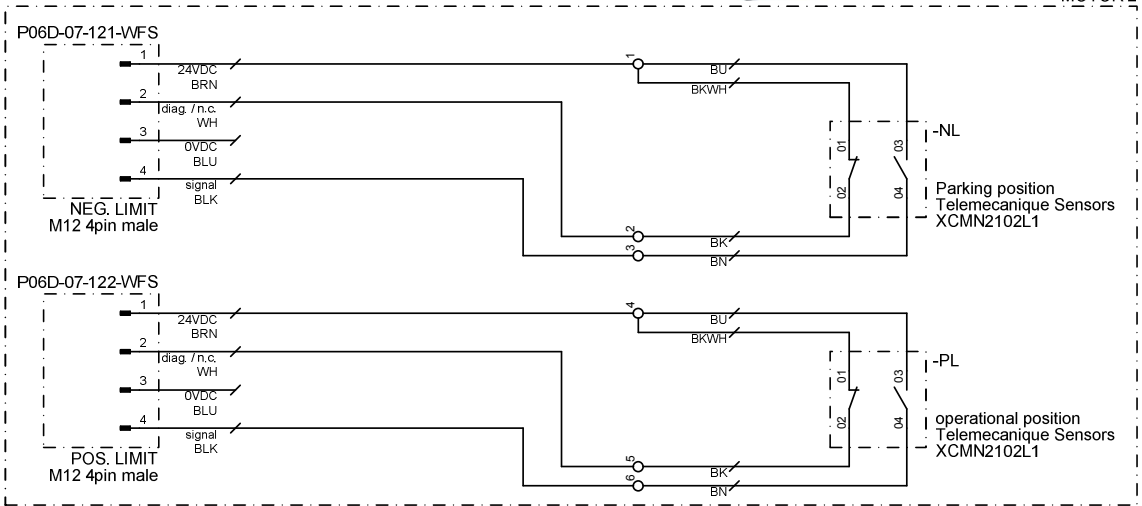 P06D-07-121-WFS
1
24VDC
BRN
2
diag. / n.c.
WH
3
0VDC
BLU
4
signal
BLK
NEG. LIMIT
M12 4pin male
1
BU
BKWH
01
03
02
04
-NL
Parking position
Telemecanique Sensors
XCMN2102L1
2
BK
3
BN
P06D-07-122-WFS
1
24VDC
BRN
2
diag. / n.c.
WH
3
0VDC
BLU
4
signal
BLK
POS. LIMIT
M12 4pin male
4
BU
BKWH
01
03
02
04
-PL
operational position
Telemecanique Sensors
XCMN2102L1
5
BK
6
BN